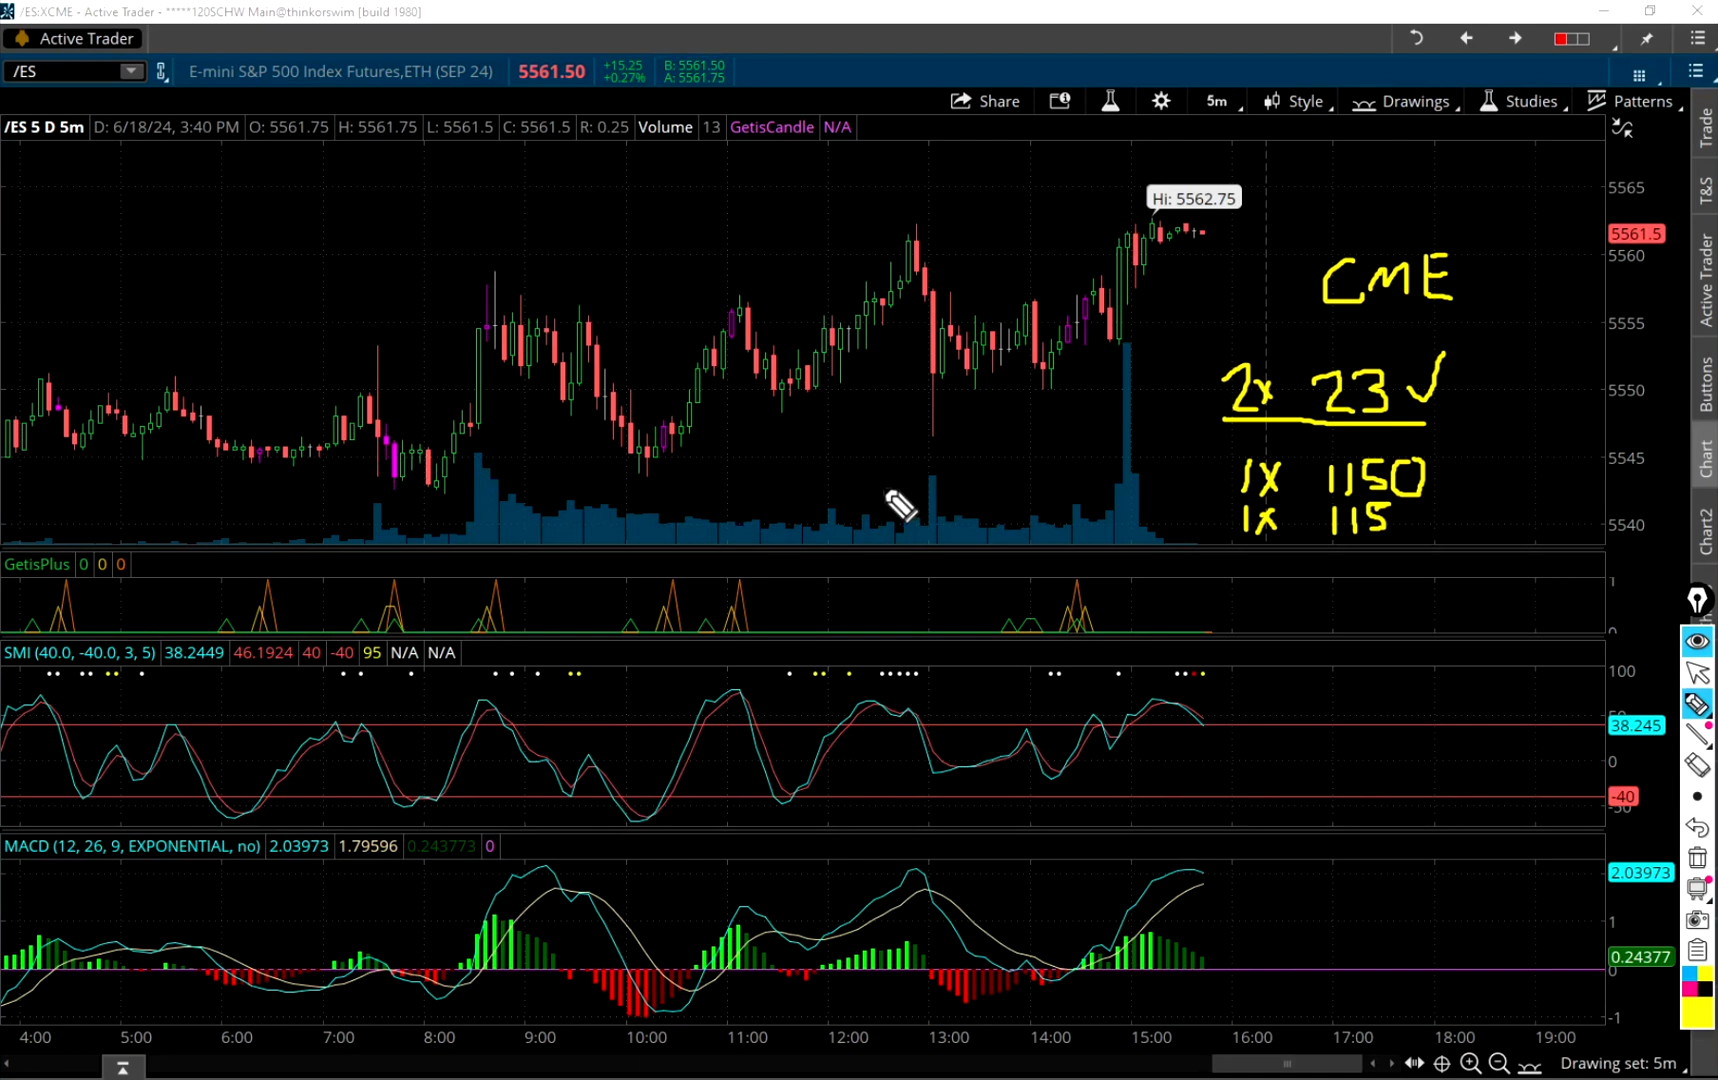 /ES:XCME - Active Trader - *****120SCHW Main@thinkorswim [build 1980]
Active Trader
/ES E-mini S&P 500 Index Futures,ETH (SEP 24) 5561.50 +15.25 B: 5561.50
+0.27% A: 5561.75
Share 5m Style Drawings Studies Patterns
/ES 5 D 5m D: 6/18/24, 3:40 PM O: 5561.75 H: 5561.75 L: 5561.5 C: 5561.5 R: 0.25 Volume 13 GetisCandle N/A
Trade
T&S
Active Trader
Buttons
Chart
Chart2
Hi: 5562.75
5565
5561.5
5560
5555
5550
5545
5540
CME
2x 23 ✓
1x 1150
1x 115
GetisPlus 0 0 0
1
0
SMI (40.0, -40.0, 3, 5) 38.2449 46.1924 40 -40 95 N/A N/A
100
38.245
0
-40
MACD (12, 26, 9, EXPONENTIAL, no) 2.03973 1.79596 0.243773 0
2.03973
1
0.24377
0
-1
4:00 5:00 6:00 7:00 8:00 9:00 10:00 11:00 12:00 13:00 14:00 15:00 16:00 17:00 18:00 19:00
Drawing set: 5m